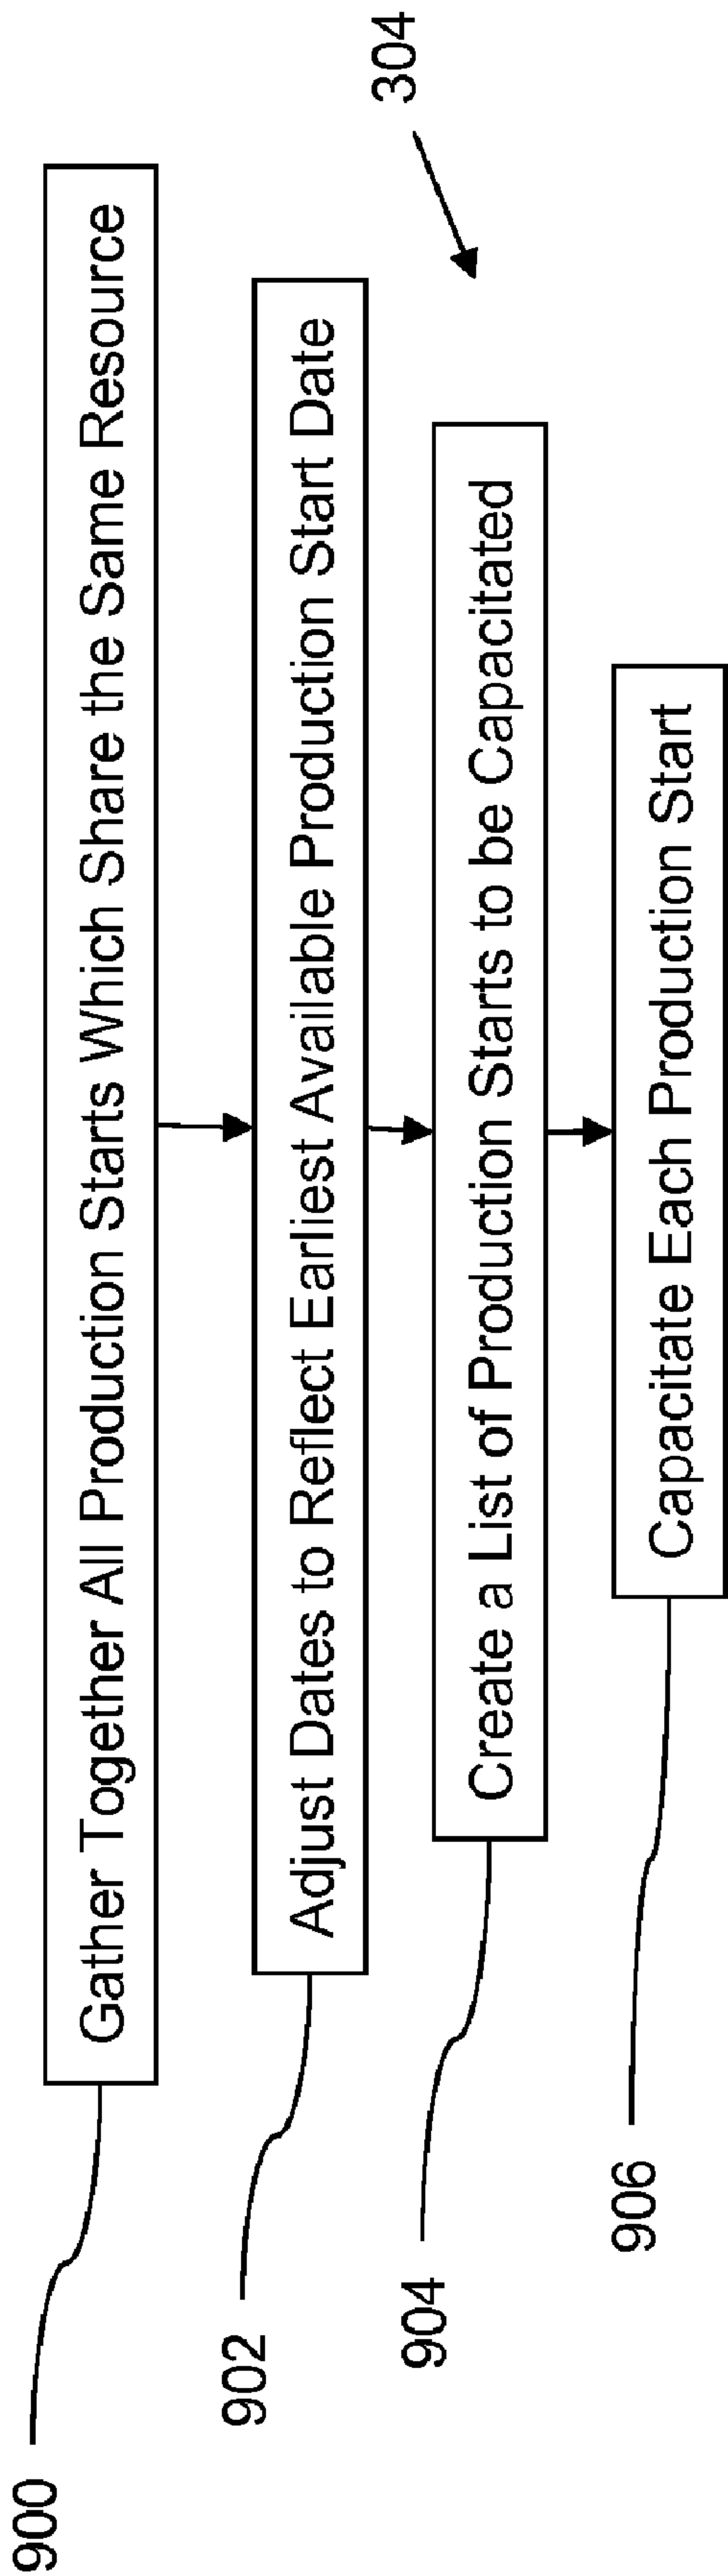 900
Gather Together All Production Starts Which Share the Same Resource
902
Adjust Dates to Reflect Earliest Available Production Start Date
304
904
Create a List of Production Starts to be Capacitated
906
Capacitate Each Production Start